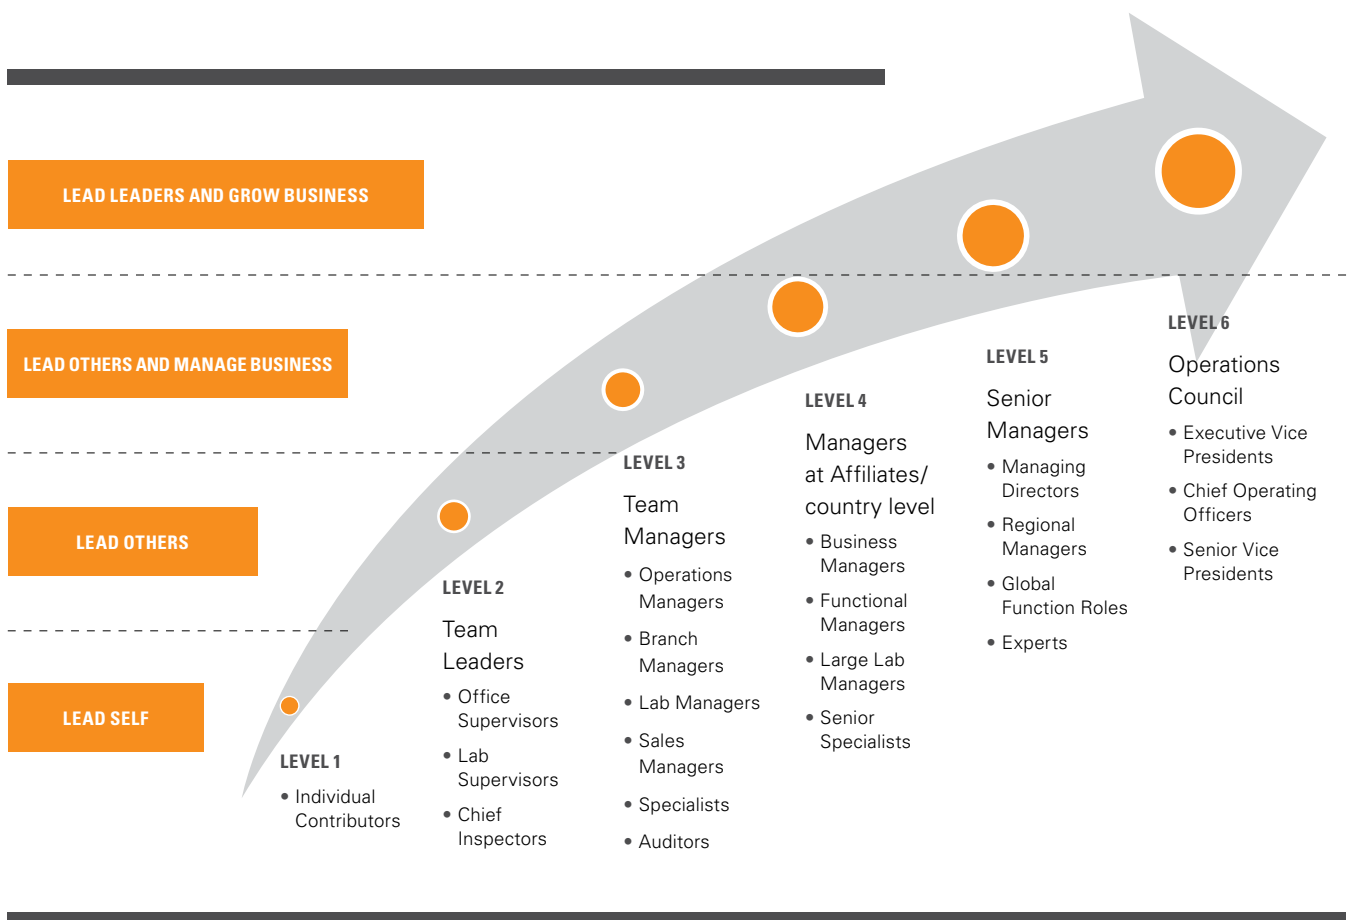 LEAD LEADERS AND GROW BUSINESS
LEAD OTHERS AND MANAGE BUSINESS
LEAD OTHERS
LEAD SELF
LEVEL 1
• Individual
Contributors
LEVEL 2
Team
Leaders
• Office
Supervisors
• Lab
Supervisors
• Chief
Inspectors
LEVEL 3
Team
Managers
• Operations
Managers
• Branch
Managers
• Lab Managers
• Sales
Managers
• Specialists
• Auditors
LEVEL 4
Managers
at Affiliates/
country level
• Business
Managers
• Functional
Managers
• Large Lab
Managers
• Senior
Specialists
LEVEL 5
Senior
Managers
• Managing
Directors
• Regional
Managers
• Global
Function Roles
• Experts
LEVEL 6
Operations
Council
• Executive Vice
Presidents
• Chief Operating
Officers
• Senior Vice
Presidents